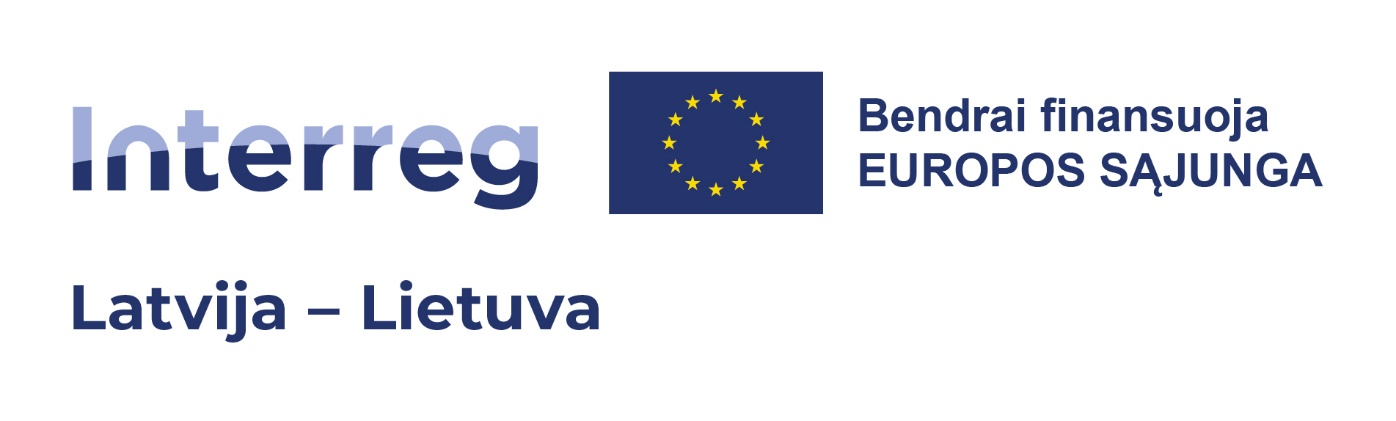 Interreg
Bendrai finansuoja
EUROPOS SĄJUNGA
Latvija – Lietuva